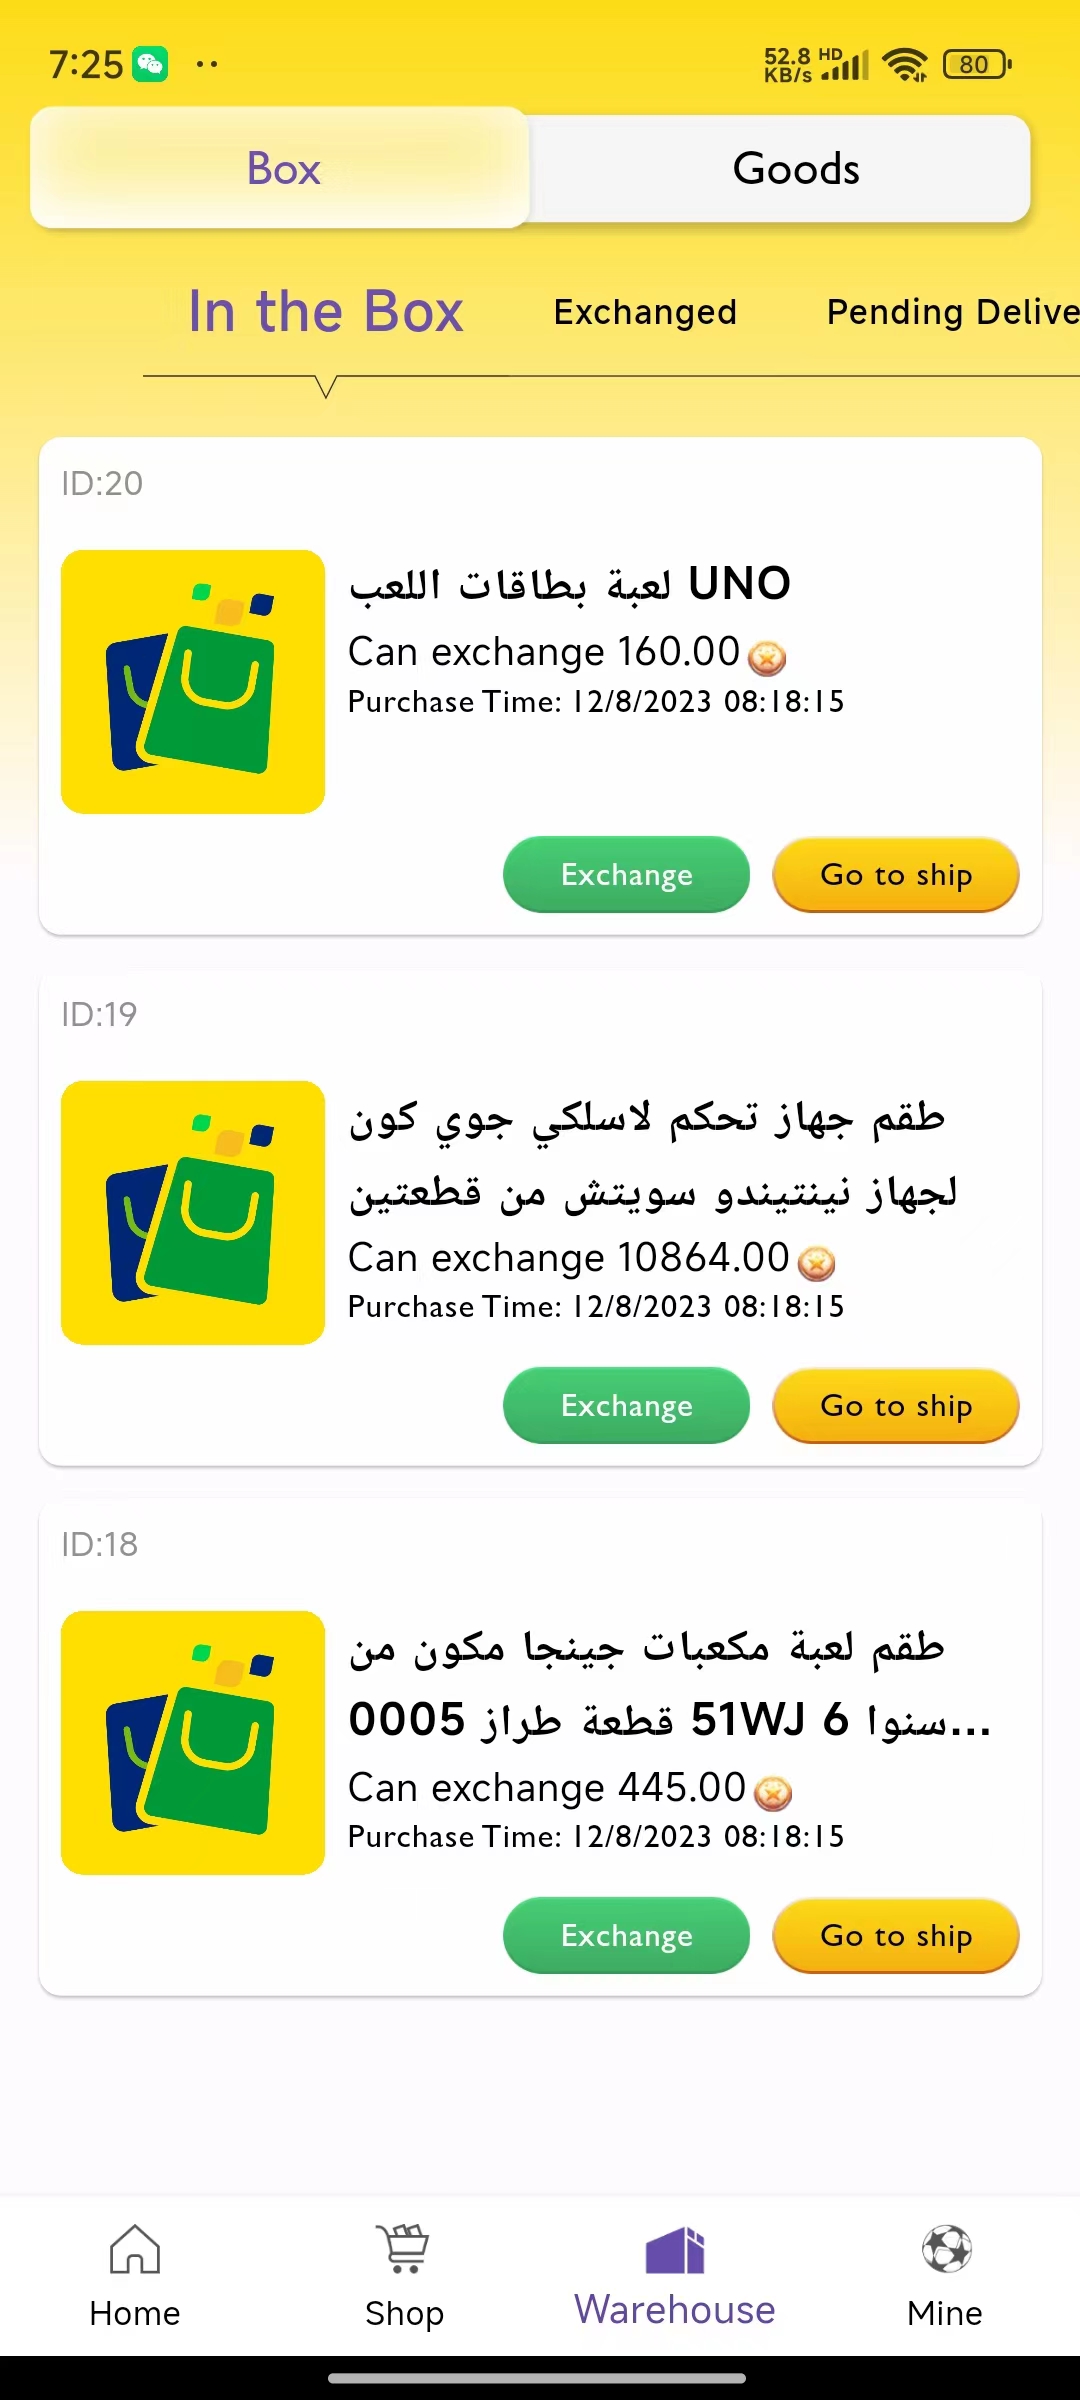 7:25
52.8 KB/s HD 80
Box
Goods
In the Box
Exchanged
Pending Delive
ID:20
لعبة بطاقات اللعب UNO
Can exchange 160.00
Purchase Time: 12/8/2023 08:18:15
Exchange
Go to ship
ID:19
طقم جهاز تحكم لاسلكي جوي كون
لجهاز نينتيندو سويتش من قطعتين
Can exchange 10864.00
Purchase Time: 12/8/2023 08:18:15
Exchange
Go to ship
ID:18
طقم لعبة مكعبات جينجا مكون من
0005 قطعة طراز 51WJ 6 سنوا...
Can exchange 445.00
Purchase Time: 12/8/2023 08:18:15
Exchange
Go to ship
Home
Shop
Warehouse
Mine